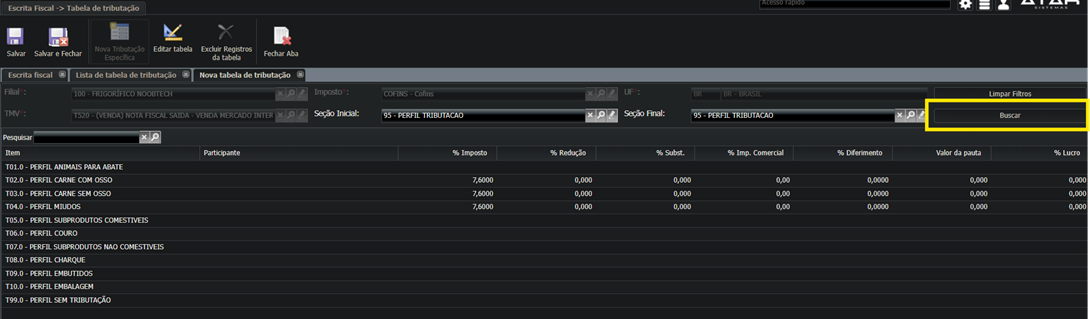 Escrita Fiscal -> Tabela de tributação
Acesso rápido
SISTEMAS
Salvar
Salvar e Fechar
Nova Tributação Específica
Editar tabela
Excluir Registros da tabela
Fechar Aba
Escrita fiscal
Lista de tabela de tributação
Nova tabela de tributação
Filial*:
100 - FRIGORÍFICO NOOBTECH
Imposto*:
COFINS - Cofins
UF*:
BR
BR - BRASIL
Limpar Filtros
TMV*:
T520 - (VENDA) NOTA FISCAL SAIDA - VENDA MERCADO INTER
Seção Inicial:
95 - PERFIL TRIBUTACAO
Seção Final:
95 - PERFIL TRIBUTACAO
Buscar
Pesquisar
Item Participante % Imposto % Redução % Subst. % Imp. Comercial % Diferimento Valor da pauta % Lucro
T01.0 - PERFIL ANIMAIS PARA ABATE
T02.0 - PERFIL CARNE COM OSSO 7,6000 0,000 0,000 0,00 0,0000 0,000 0,000
T03.0 - PERFIL CARNE SEM OSSO 7,6000 0,000 0,000 0,00 0,0000 0,000 0,000
T04.0 - PERFIL MIUDOS 7,6000 0,000 0,000 0,00 0,0000 0,000 0,000
T05.0 - PERFIL SUBPRODUTOS COMESTIVEIS
T06.0 - PERFIL COURO
T07.0 - PERFIL SUBPRODUTOS NAO COMESTIVEIS
T08.0 - PERFIL CHARQUE
T09.0 - PERFIL EMBUTIDOS
T10.0 - PERFIL EMBALAGEM
T99.0 - PERFIL SEM TRIBUTAÇÃO